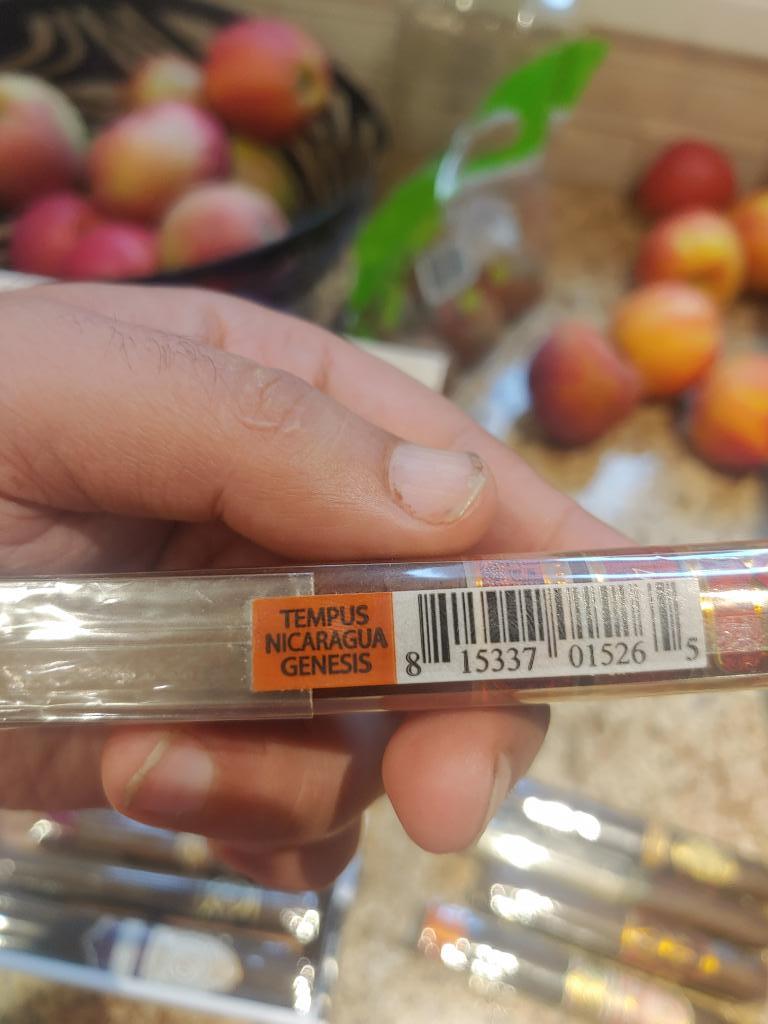 TEMPUS
NICARAGUA
GENESIS
8 15337 01526 5